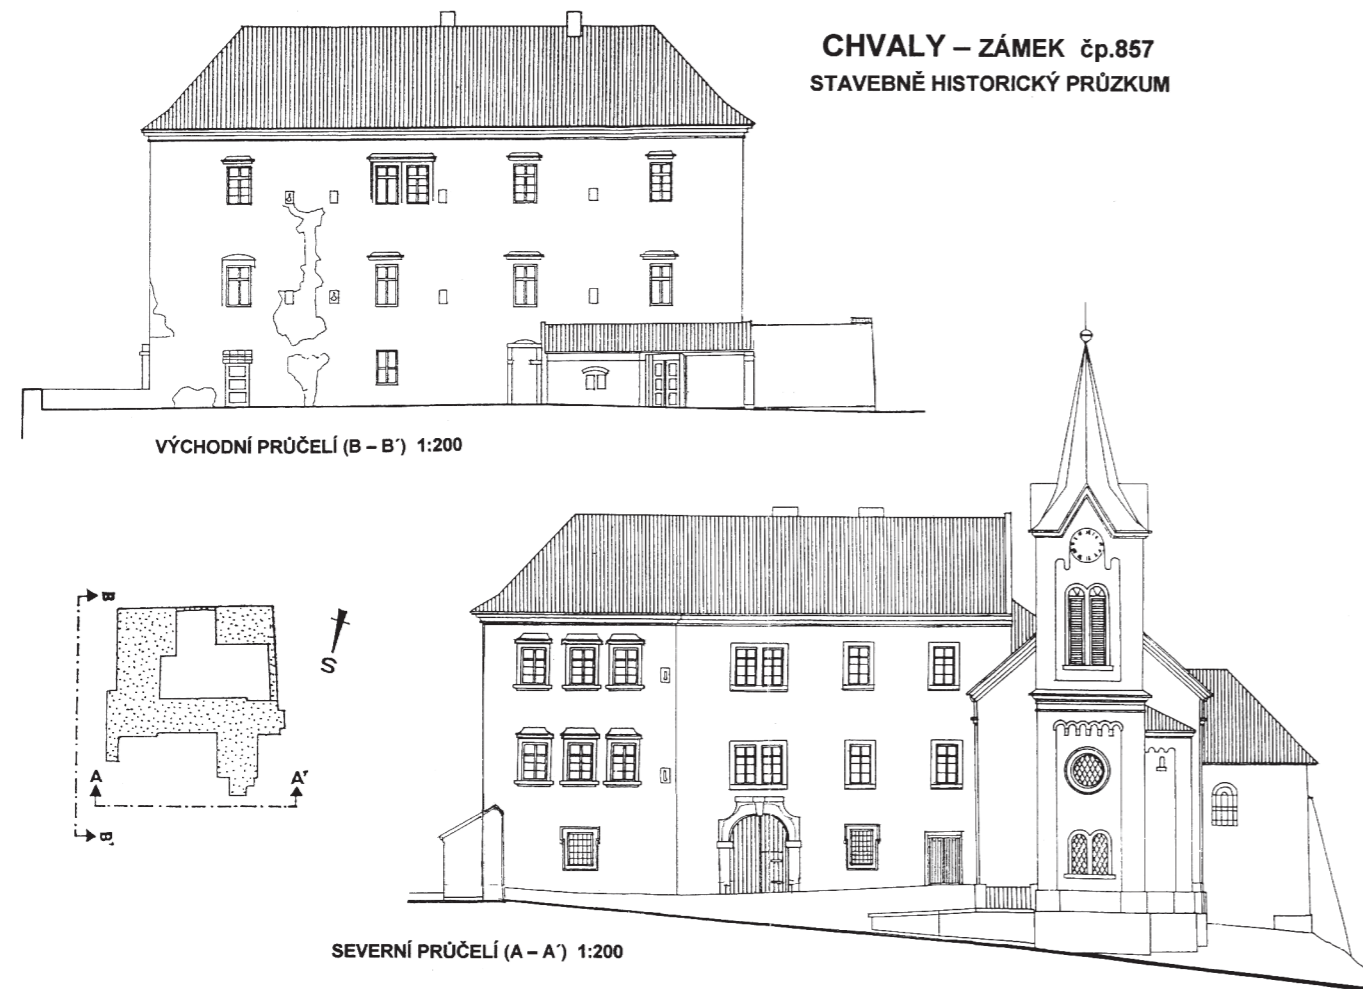 CHVALY – ZÁMEK čp.857
STAVEBNĚ HISTORICKÝ PRŮZKUM
VÝCHODNÍ PRŮČELÍ (B – B´) 1:200
B
S
A A'
B'
SEVERNÍ PRŮČELÍ (A – A´) 1:200